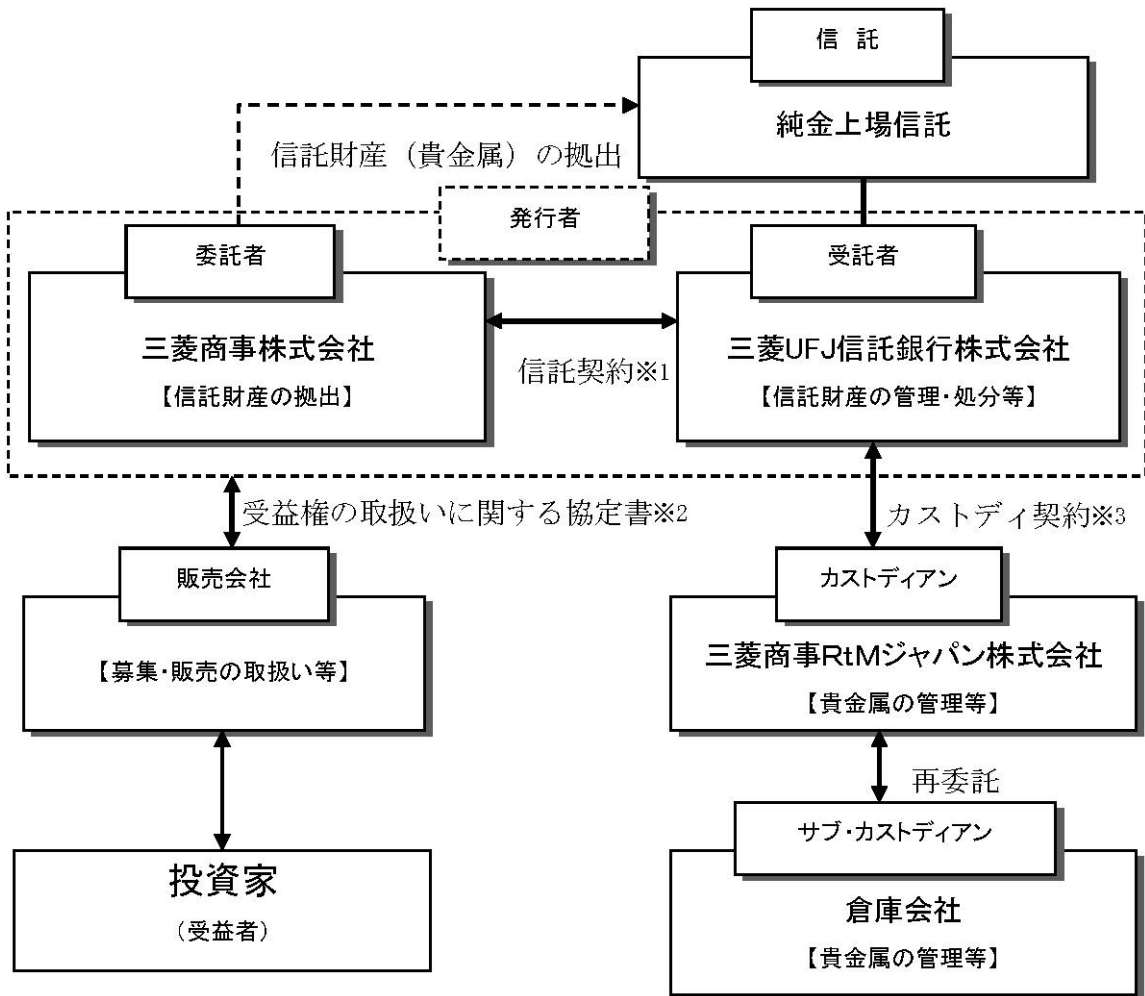 信託
純金上場信託
信託財産（貴金属）の拠出
発行者
委託者
三菱商事株式会社
【信託財産の拠出】
信託契約※1
受託者
三菱UFJ信託銀行株式会社
【信託財産の管理・処分等】
受益権の取扱いに関する協定書※2
カストディ契約※3
販売会社
【募集・販売の取扱い等】
カストディアン
三菱商事RtMジャパン株式会社
【貴金属の管理等】
再委託
投資家
（受益者）
サブ・カストディアン
倉庫会社
【貴金属の管理等】